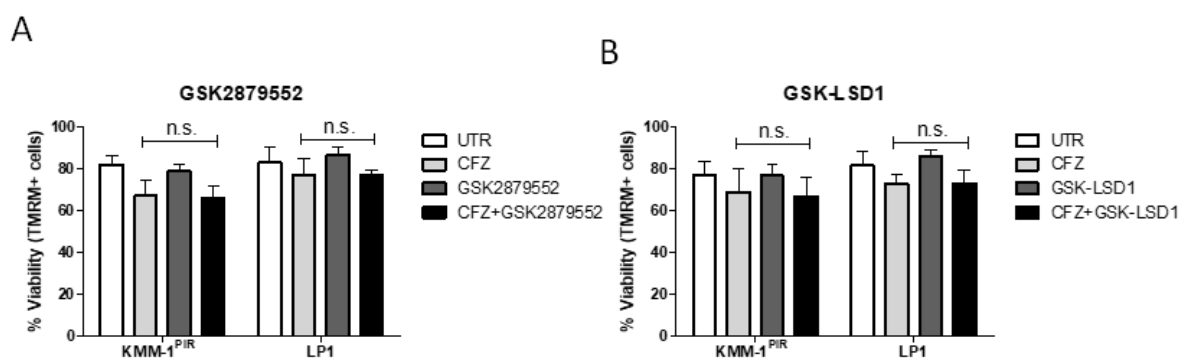 A
GSK2879552
% Viability (TMRM+ cells)
100
80
60
40
20
0
n.s.
n.s.
KMM-1PIR
LP1
UTR
CFZ
GSK2879552
CFZ+GSK2879552
B
GSK-LSD1
% Viability (TMRM+ cells)
100
80
60
40
20
0
n.s.
n.s.
KMM-1PIR
LP1
UTR
CFZ
GSK-LSD1
CFZ+GSK-LSD1